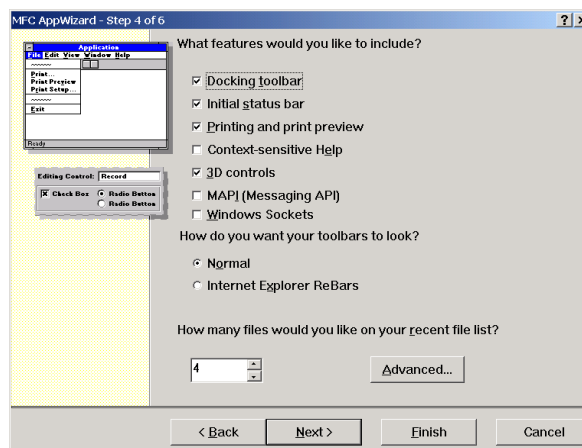 MFC AppWizard - Step 4 of 6
Application
File Edit View Window Help
Print...
Print Preview
Print Setup...
Exit
Ready
Editing Control: Record
Check Box
Radio Button
Radio Button
What features would you like to include?
Docking toolbar
Initial status bar
Printing and print preview
Context-sensitive Help
3D controls
MAPI (Messaging API)
Windows Sockets
How do you want your toolbars to look?
Normal
Internet Explorer ReBars
How many files would you like on your recent file list?
4
Advanced...
< Back
Next >
Finish
Cancel